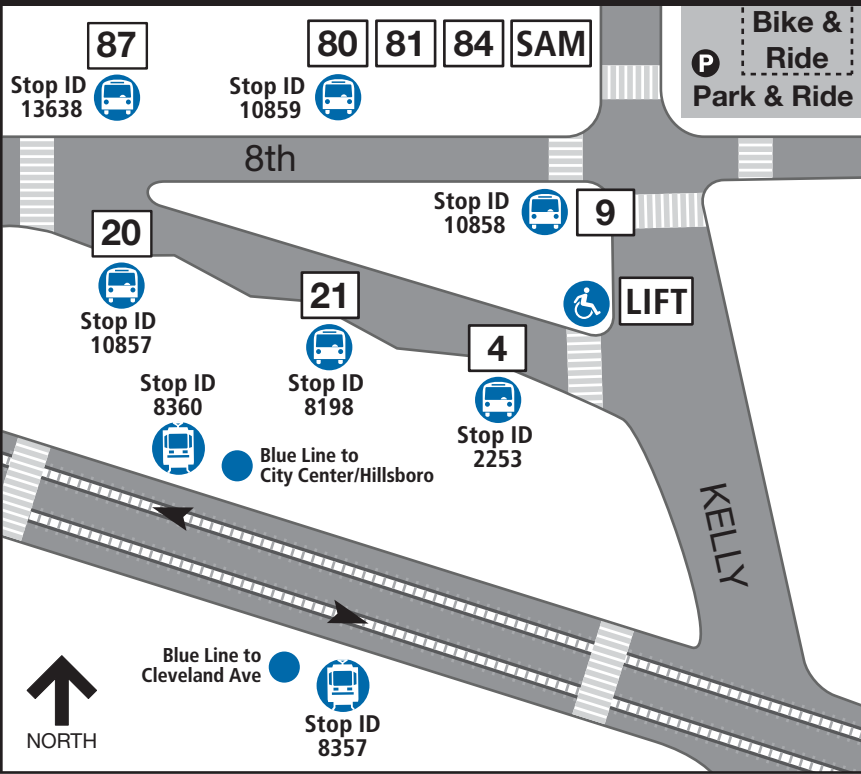 87
Stop ID
13638
80 81 84 SAM
Stop ID
10859
Bike &
Ride
P
Park & Ride
8th
Stop ID
10858
9
20
Stop ID
10857
21
Stop ID
8198
LIFT
4
Stop ID
2253
Stop ID
8360
Blue Line to
City Center/Hillsboro
KELLY
Blue Line to
Cleveland Ave
Stop ID
8357
NORTH